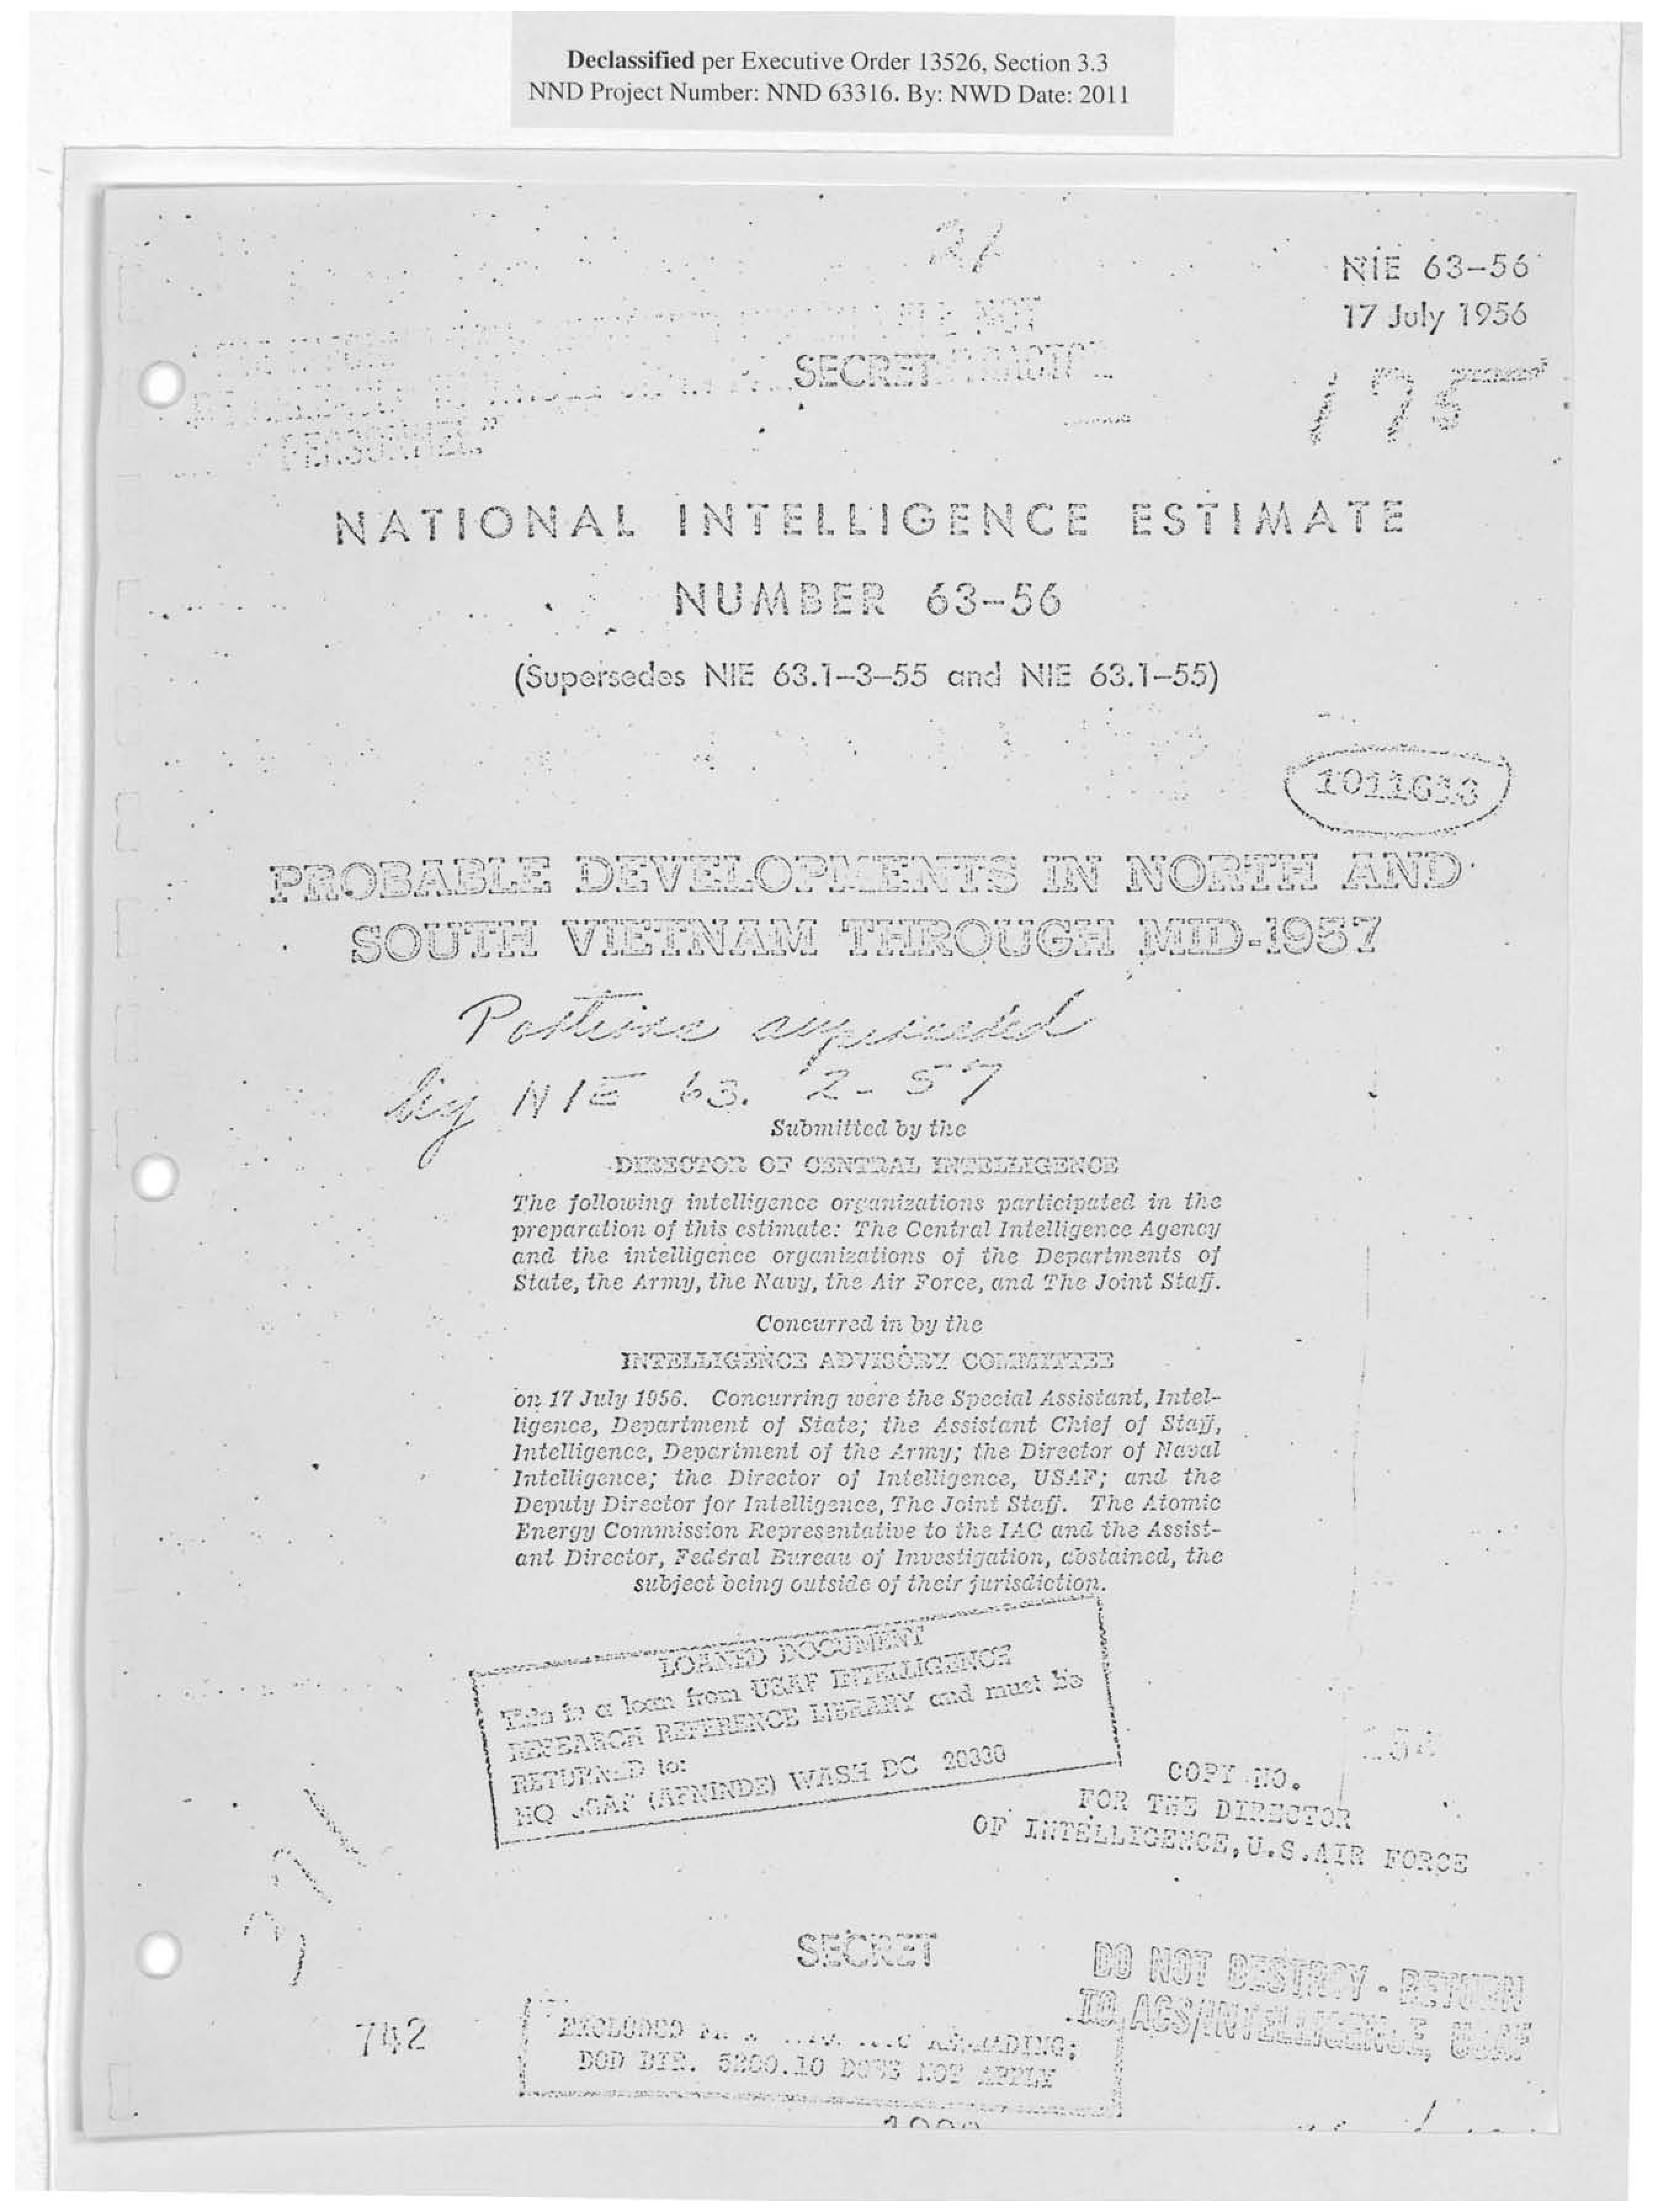 Declassified per Executive Order 13526, Section 3.3
NND Project Number: NND 63316. By: NWD Date: 2011
NIE 63-56
17 July 1956
NOT
SECRET
175
PERSONNEL"
NATIONAL INTELLIGENCE ESTIMATE
NUMBER 63-56
(Supersedes NIE 63.1-3-55 and NIE 63.1-55)
1011613
PROBABLE DEVELOPMENTS IN NORTH AND
SOUTH VIETNAM THROUGH MID-1957
Portions superseded
by NIE 63.2-57
Submitted by the
DIRECTOR OF CENTRAL INTELLIGENCE
The following intelligence organizations participated in the
preparation of this estimate: The Central Intelligence Agency
and the intelligence organizations of the Departments of
State, the Army, the Navy, the Air Force, and The Joint Staff.
Concurred in by the
INTELLIGENCE ADVISORY COMMITTEE
on 17 July 1956. Concurring were the Special Assistant, Intel-
ligence, Department of State; the Assistant Chief of Staff,
Intelligence, Department of the Army; the Director of Naval
Intelligence; the Director of Intelligence, USAF; and the
Deputy Director for Intelligence, The Joint Staff. The Atomic
Energy Commission Representative to the IAC and the Assist-
ant Director, Federal Bureau of Investigation, abstained, the
subject being outside of their jurisdiction.
LOANED DOCUMENT
This is a loan from USAF INTELLIGENCE
RESEARCH REFERENCE LIBRARY and must be
RETURNED to:
HQ USAF (AFNINDE) WASH DC 20330
COPY NO.
FOR THE DIRECTOR
OF INTELLIGENCE, U.S. AIR FORCE
SECRET
DO NOT DESTROY - RETURN
TO ACS/INTELLIGENCE, USAF
742
EXCLUDED
DOD DIR. 5200.10 DOES NOT APPLY